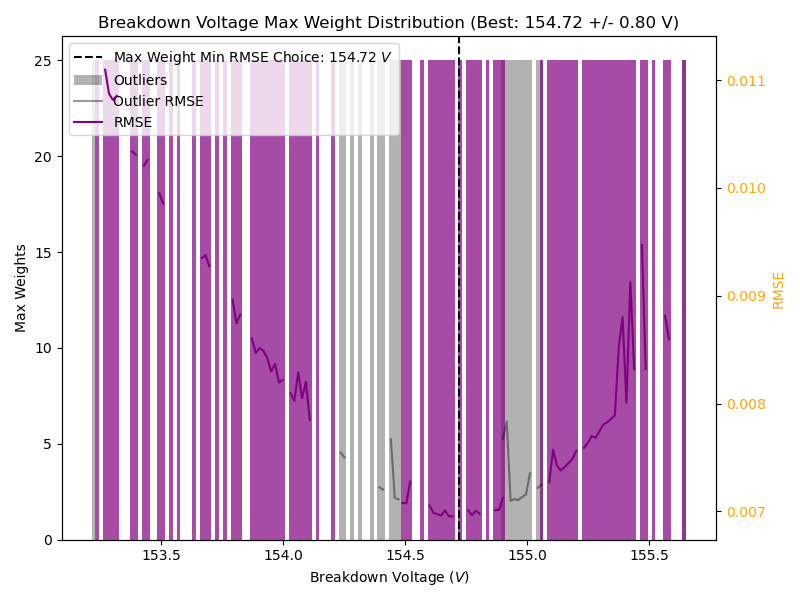 Breakdown Voltage Max Weight Distribution (Best: 154.72 +/- 0.80 V)
Max Weight Min RMSE Choice: 154.72 V
Outliers
Outlier RMSE
RMSE
25
20
15
10
5
0
Max Weights
0.011
0.010
0.009
0.008
0.007
RMSE
153.5 154.0 154.5 155.0 155.5
Breakdown Voltage (V)